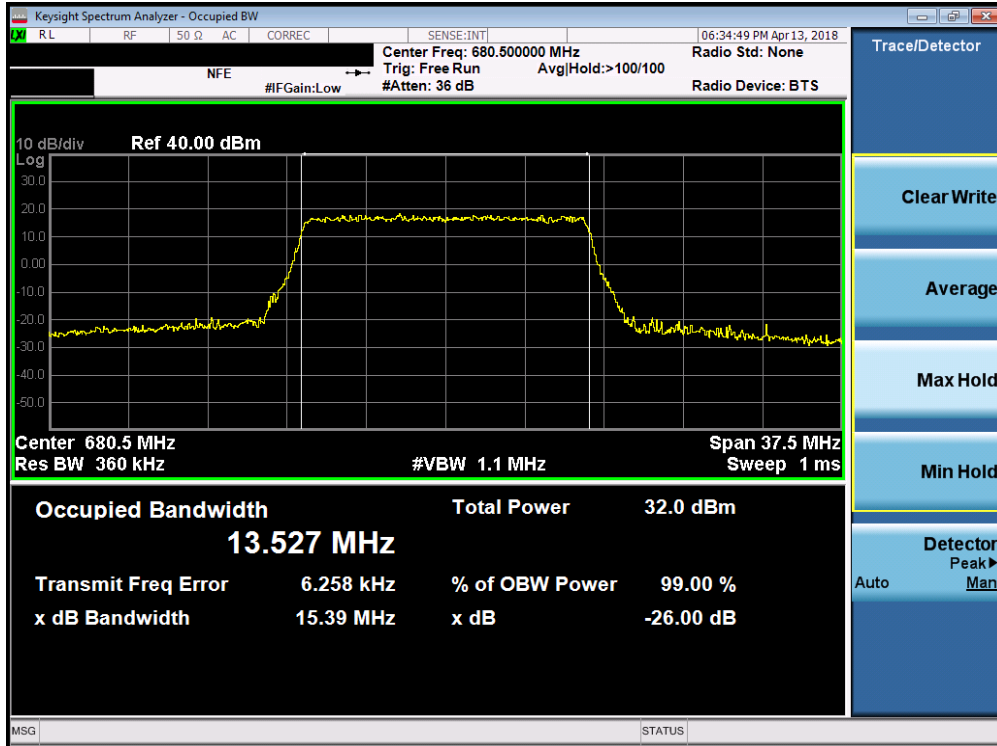 Keysight Spectrum Analyzer - Occupied BW
LXI RL RF 50 Ω AC CORREC SENSE:INT 06:34:49 PM Apr 13, 2018
Center Freq: 680.500000 MHz Radio Std: None
NFE Trig: Free Run Avg|Hold:>100/100
#IFGain:Low #Atten: 36 dB Radio Device: BTS
10 dB/div Ref 40.00 dBm
Log
30.0
20.0
10.0
0.00
-10.0
-20.0
-30.0
-40.0
-50.0
Center 680.5 MHz Span 37.5 MHz
Res BW 360 kHz #VBW 1.1 MHz Sweep 1 ms
Occupied Bandwidth Total Power 32.0 dBm
13.527 MHz
Transmit Freq Error 6.258 kHz % of OBW Power 99.00 %
x dB Bandwidth 15.39 MHz x dB -26.00 dB
MSG STATUS
Trace/Detector
Clear Write
Average
Max Hold
Min Hold
Detector
Peak▶
Auto Man